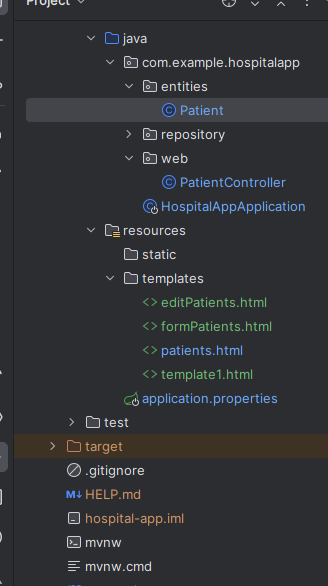 Project
java
com.example.hospitalapp
entities
Patient
repository
web
PatientController
HospitalAppApplication
resources
static
templates
editPatients.html
formPatients.html
patients.html
template1.html
application.properties
test
target
.gitignore
HELP.md
hospital-app.iml
mvnw
mvnw.cmd